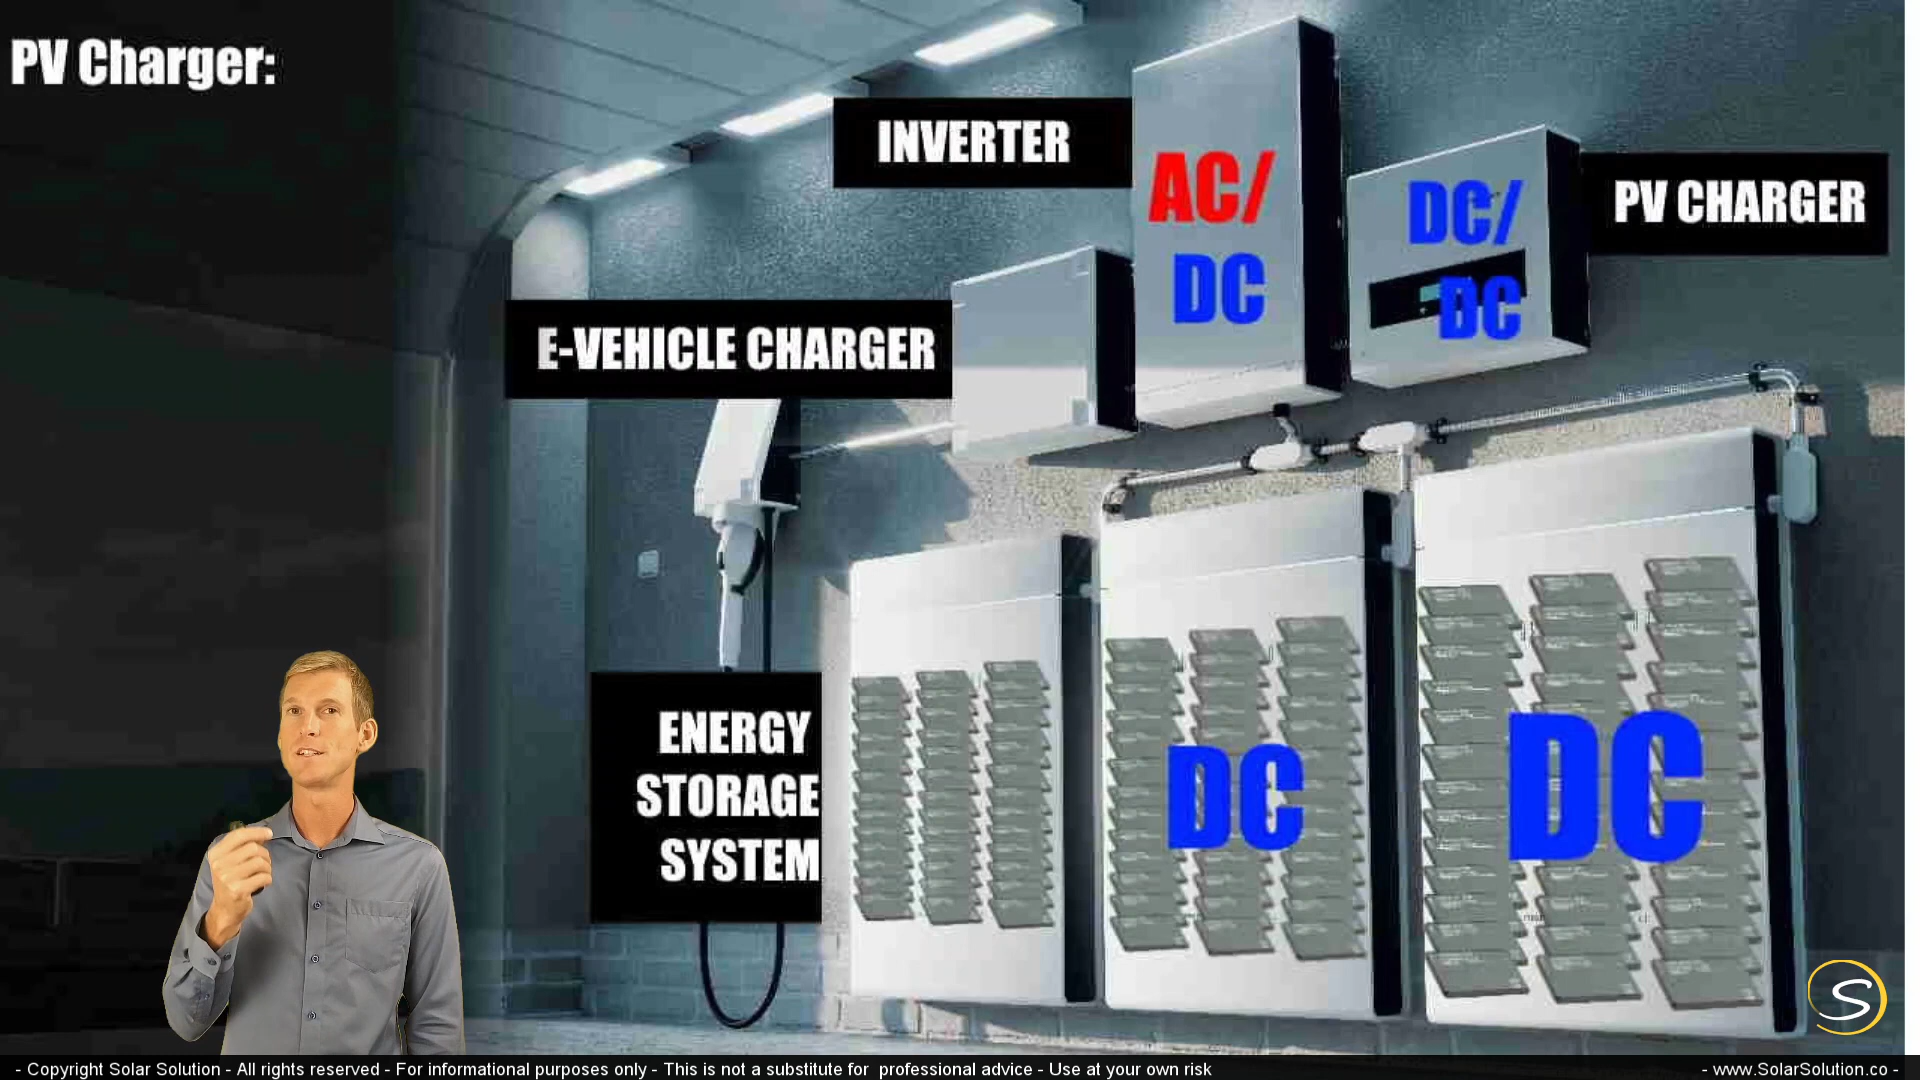 PV Charger:
INVERTER
AC/
DC
DC/
DC
PV CHARGER
E-VEHICLE CHARGER
ENERGY
STORAGE
SYSTEM
DC
DC
S
- Copyright Solar Solution - All rights reserved - For informational purposes only - This is not a substitute for professional advice - Use at your own risk
- www.SolarSolution.co -